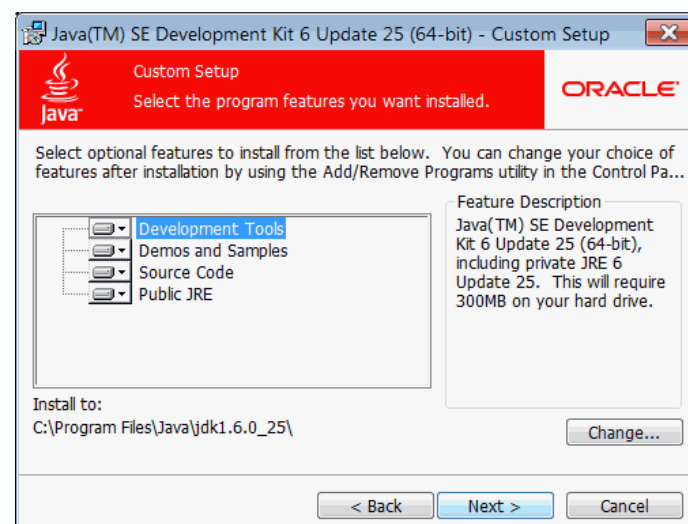 Java(TM) SE Development Kit 6 Update 25 (64-bit) - Custom Setup
Java™
Custom Setup
Select the program features you want installed.
ORACLE®
Select optional features to install from the list below. You can change your choice of
features after installation by using the Add/Remove Programs utility in the Control Pa...
Development Tools
Demos and Samples
Source Code
Public JRE
Feature Description
Java(TM) SE Development
Kit 6 Update 25 (64-bit),
including private JRE 6
Update 25. This will require
300MB on your hard drive.
Install to:
C:\Program Files\Java\jdk1.6.0_25\
Change...
< Back
Next >
Cancel